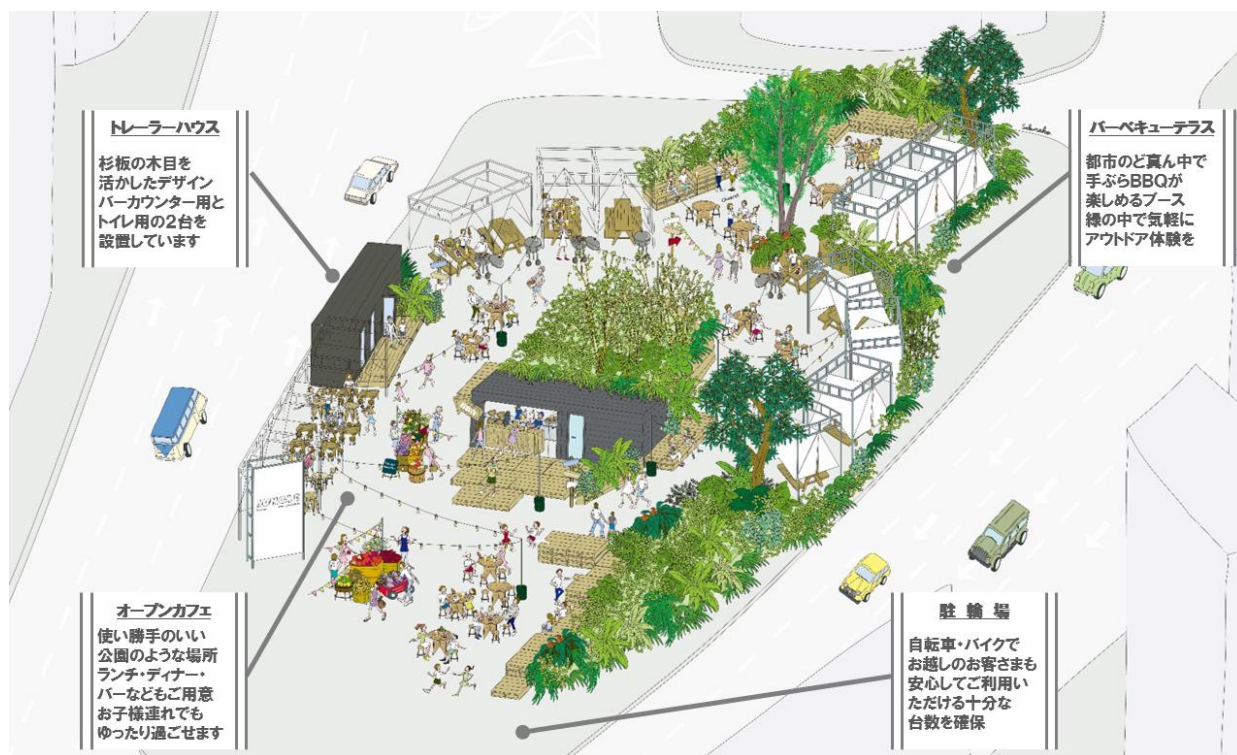 トレーラーハウス
杉板の木目を
活かしたデザイン
バーカウンター用と
トイレ用の2台を
設置しています
バーベキューテラス
都市のど真ん中で
手ぶらBBQが
楽しめるブース
緑の中で気軽に
アウトドア体験を
オープンカフェ
使い勝手のいい
公園のような場所
ランチ・ディナー・
バーなどもご用意
お子様連れでも
ゆったり過ごせます
駐輪場
自転車・バイクで
お越しのお客さまも
安心してご利用い
ただける十分な
台数を確保